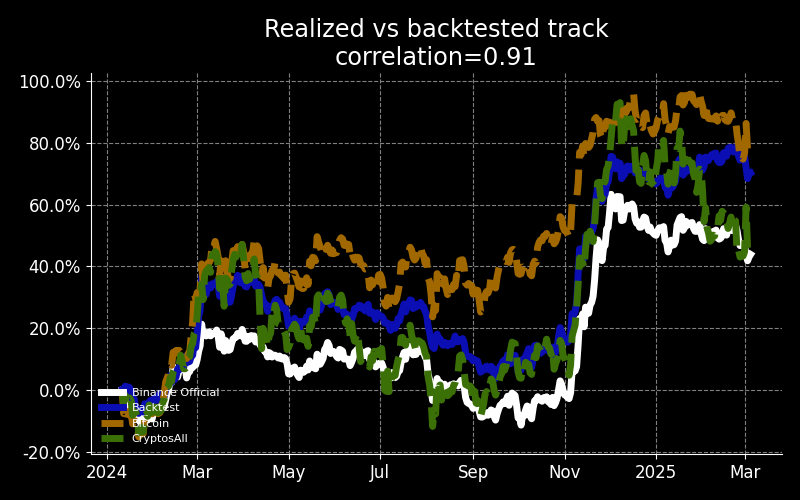 Realized vs backtested track
correlation=0.91
100.0%
80.0%
60.0%
40.0%
20.0%
0.0%
-20.0%
Binance Official
Backtest
Bitcoin
CryptosAll
2024 Mar May Jul Sep Nov 2025 Mar